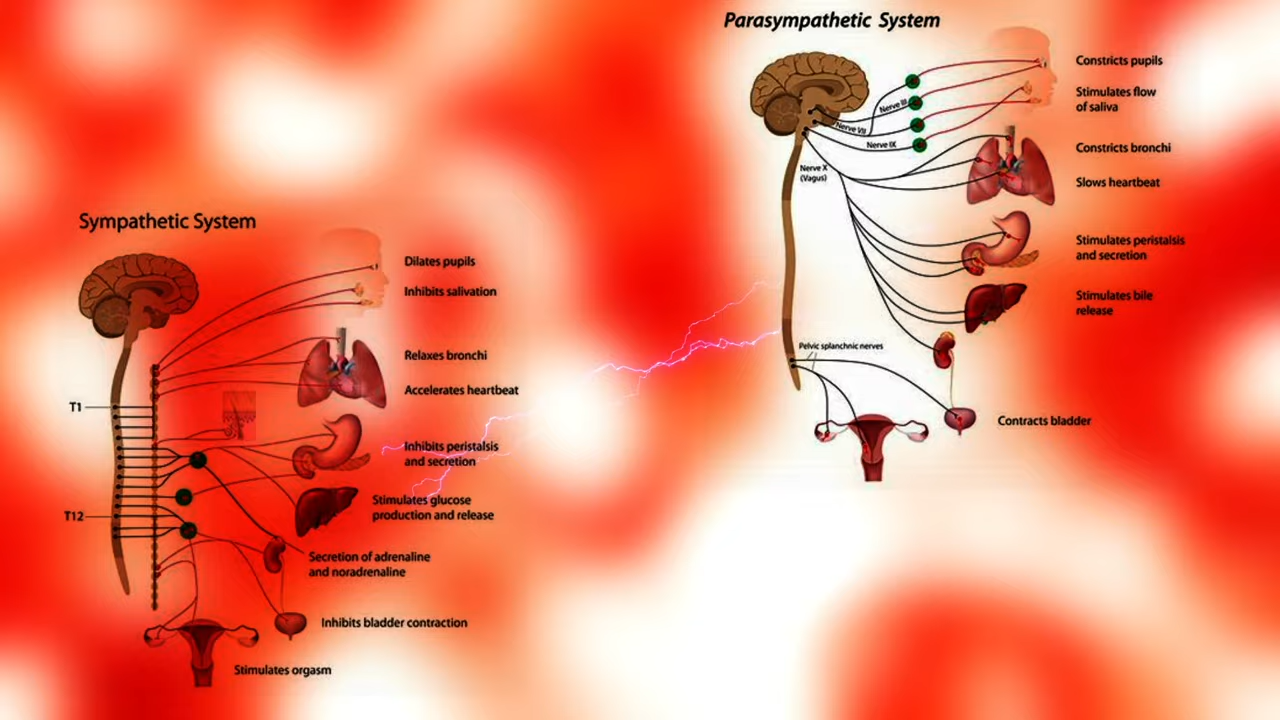 Parasympathetic System
Constricts pupils
Stimulates flow
of saliva
Constricts bronchi
Slows heartbeat
Stimulates peristalsis
and secretion
Stimulates bile
release
Contracts bladder
Nerve III
Nerve VII
Nerve IX
Nerve X
(Vagus)
Pelvic splanchnic nerves
Sympathetic System
Dilates pupils
Inhibits salivation
Relaxes bronchi
Accelerates heartbeat
Inhibits peristalsis
and secretion
Stimulates glucose
production and release
Secretion of adrenaline
and noradrenaline
Inhibits bladder contraction
Stimulates orgasm
T1
T12